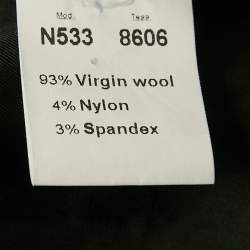 Mod. Tess.
N533 8606
93% Virgin wool
4% Nylon
3% Spandex